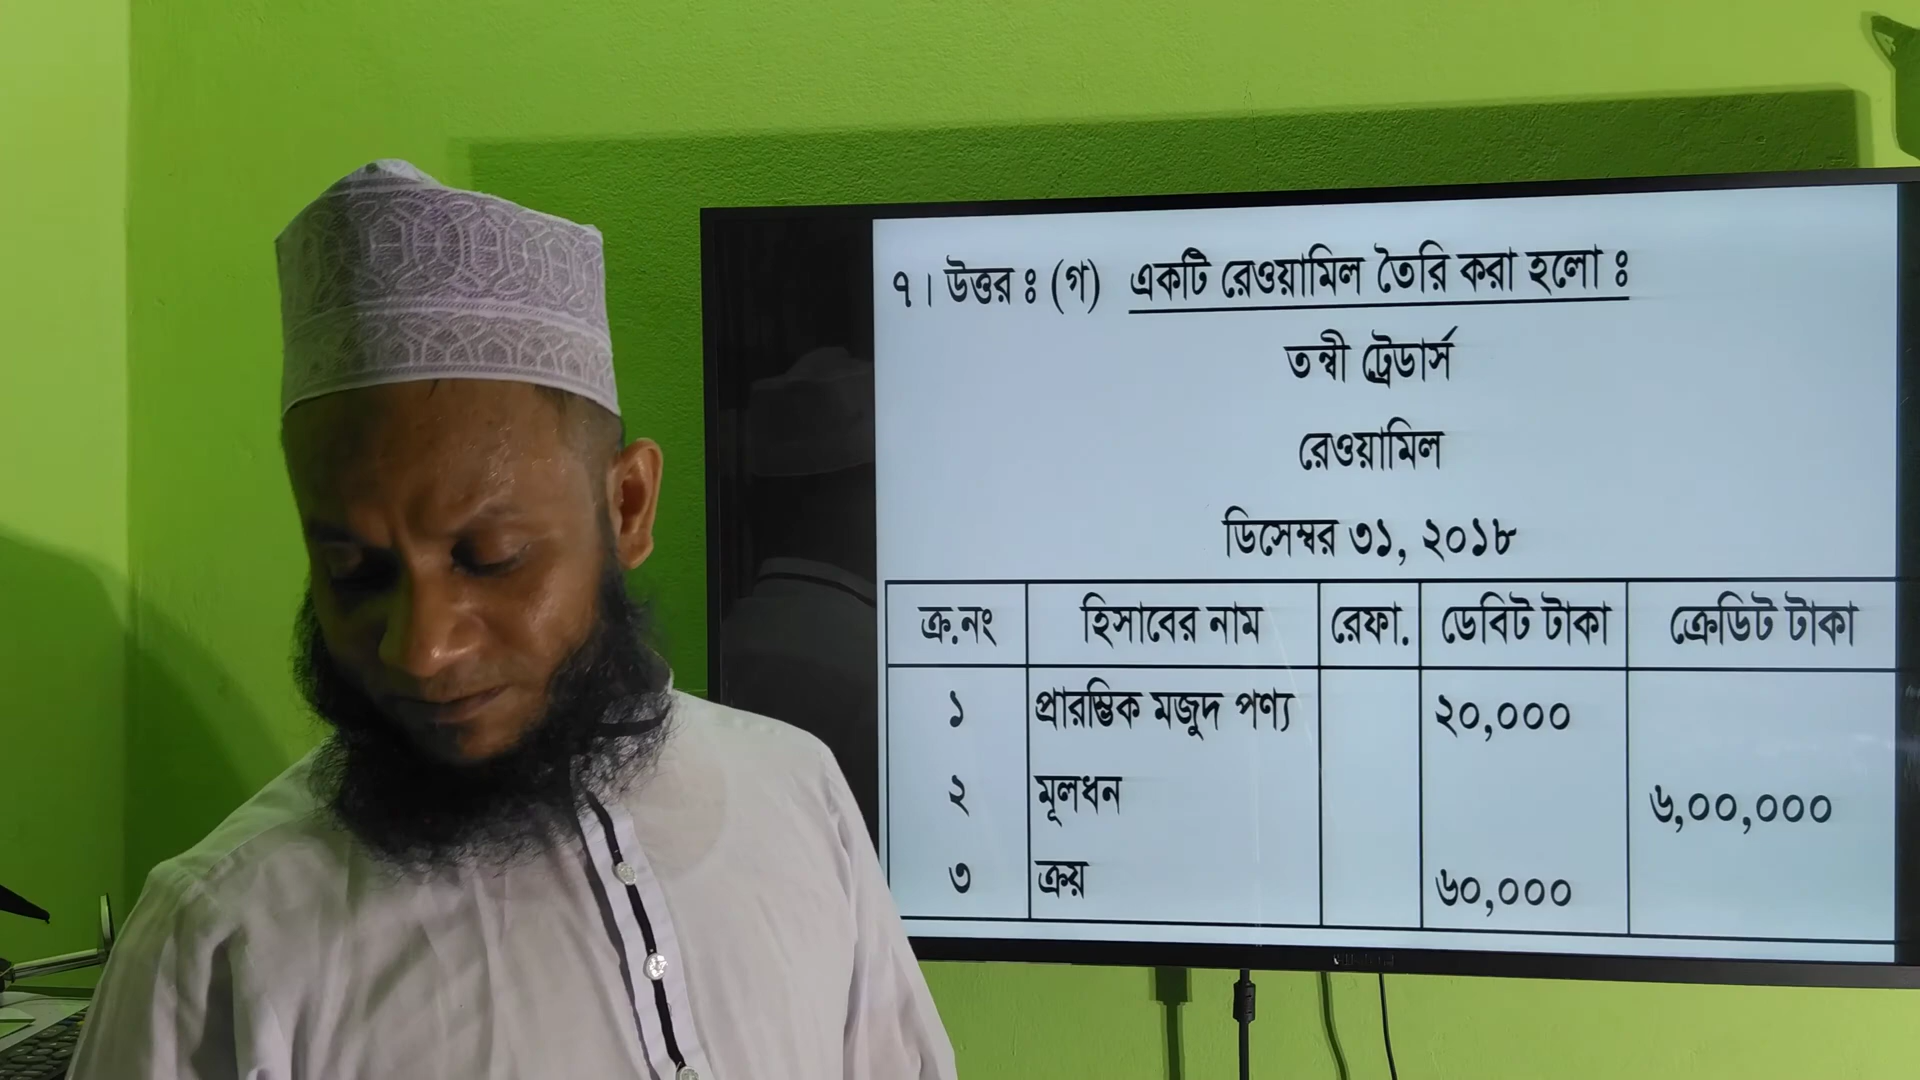 ৭। উত্তর ঃ (গ) একটি রেওয়ামিল তৈরি করা হলো ঃ
তন্বী ট্রেডার্স
রেওয়ামিল
ডিসেম্বর ৩১, ২০১৮
ক্র.নং হিসাবের নাম রেফা. ডেবিট টাকা ক্রেডিট টাকা
১ প্রারম্ভিক মজুদ পণ্য ২০,০০০
২ মূলধন ৬,০০,০০০
৩ ক্রয় ৬০,০০০